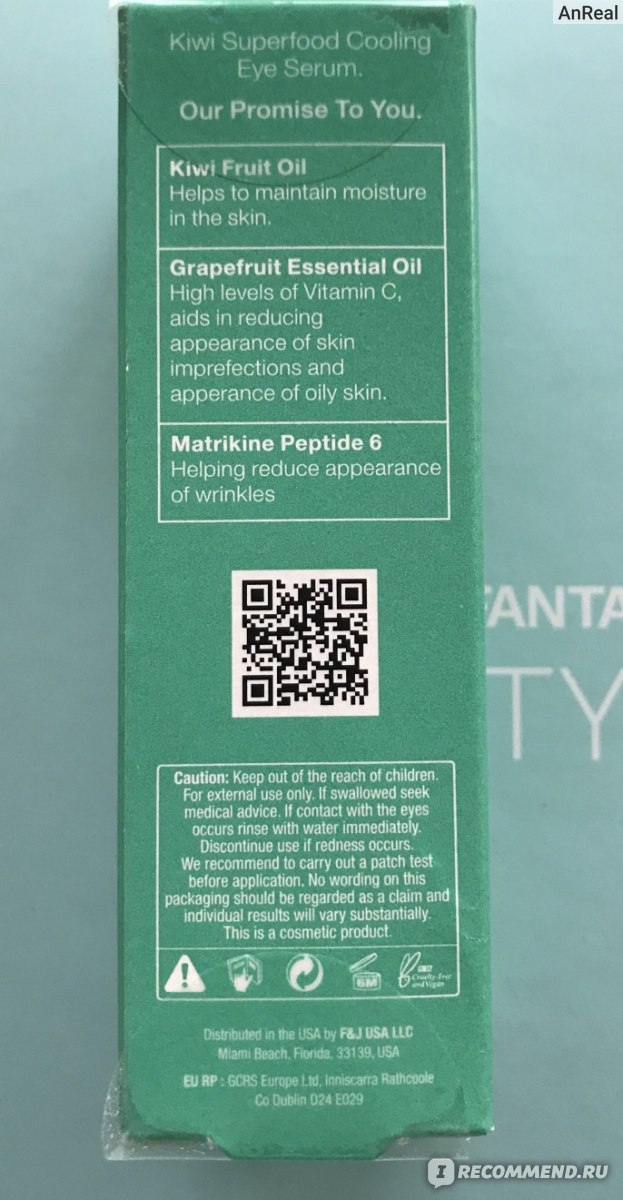 AnReal
Kiwi Superfood Cooling
Eye Serum.
Our Promise To You.
Kiwi Fruit Oil
Helps to maintain moisture
in the skin.
Grapefruit Essential Oil
High levels of Vitamin C,
aids in reducing
appearance of skin
imprefections and
apperance of oily skin.
Matrikine Peptide 6
Helping reduce appearance
of wrinkles
FANTA
TY
Caution: Keep out of the reach of children.
For external use only. If swallowed seek
medical advice. If contact with the eyes
occurs rinse with water immediately.
Discontinue use if redness occurs.
We recommend to carry out a patch test
before application. No wording on this
packaging should be regarded as a claim and
individual results will vary substantially.
This is a cosmetic product.
6M
Cruelty-Free
and Vegan
Distributed in the USA by F&J USA LLC
Miami Beach, Florida, 33139, USA
EU RP : GCRS Europe Ltd, Inniscarra Rathcoole
Co Dublin D24 E029
IRECOMMEND.RU